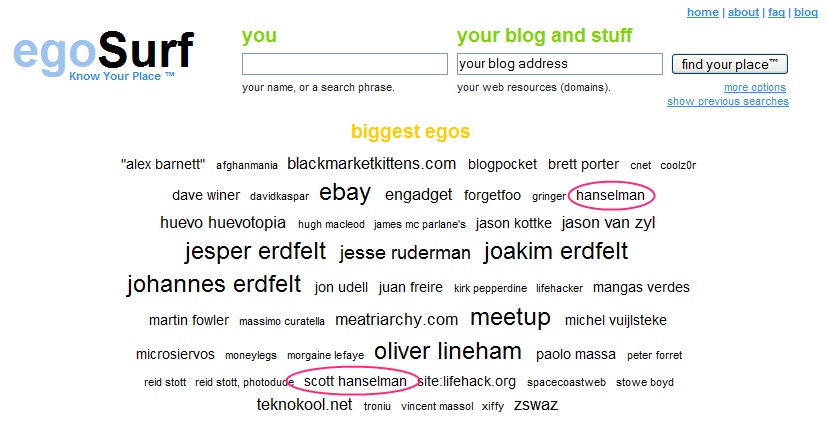 home | about | faq | blog
egoSurf
Know Your Place ™
you
your blog and stuff
your blog address
find your place™
your name, or a search phrase.
your web resources (domains).
more options
show previous searches
biggest egos
"alex barnett" afghanmania blackmarketkittens.com blogpocket brett porter cnet coolz0r
dave winer davidkaspar ebay engadget forgetfoo gringer hanselman
huevo huevotopia hugh macleod james mc parlane's jason kottke jason van zyl
jesper erdfelt jesse ruderman joakim erdfelt
johannes erdfelt jon udell juan freire kirk pepperdine lifehacker mangas verdes
martin fowler massimo curatella meatriarchy.com meetup michel vuijlsteke
microsiervos moneylegs morgaine lefaye oliver lineham paolo massa peter forret
reid stott reid stott, photodude scott hanselman site:lifehack.org spacecoastweb stowe boyd
teknokool.net troniu vincent massol xiffy zswaz